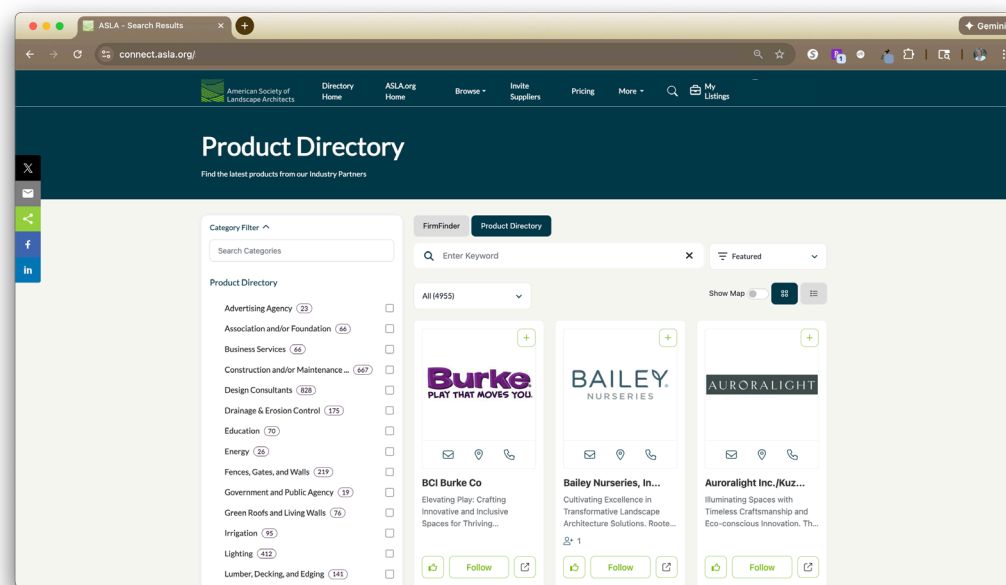 ASLA - Search Results
Gemini
connect.asla.org/
1
American Society of
Landscape Architects
Directory
Home
ASLA.org
Home
Browse
Invite
Suppliers
Pricing
More
My
Listings
Product Directory
Find the latest products from our Industry Partners
Category Filter
Search Categories
Product Directory
Advertising Agency 23
Association and/or Foundation 66
Business Services 66
Construction and/or Maintenance ... 667
Design Consultants 828
Drainage & Erosion Control 175
Education 70
Energy 26
Fences, Gates, and Walls 219
Government and Public Agency 19
Green Roofs and Living Walls 76
Irrigation 95
Lighting 412
Lumber, Decking, and Edging 141
FirmFinder
Product Directory
Enter Keyword
Featured
All (4955)
Show Map
Burke
PLAY THAT MOVES YOU.
BCI Burke Co
Elevating Play: Crafting
Innovative and Inclusive
Spaces for Thriving...
Follow
BAILEY
NURSERIES
Bailey Nurseries, In...
Cultivating Excellence in
Transformative Landscape
Architecture Solutions. Roote...
1
Follow
AURORALIGHT
Auroralight Inc./Kuz...
Illuminating Spaces with
Timeless Craftsmanship and
Eco-conscious Innovation. Th...
Follow